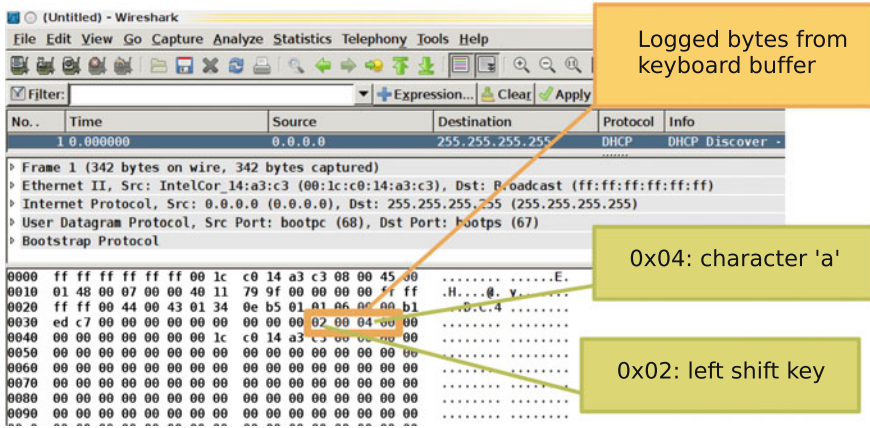 (Untitled) - Wireshark
File Edit View Go Capture Analyze Statistics Telephony Tools Help
Logged bytes from
keyboard buffer
Filter: Expression... Clear Apply
No.. Time Source Destination Protocol Info
1 0.000000 0.0.0.0 255.255.255.255 DHCP DHCP Discover -
Frame 1 (342 bytes on wire, 342 bytes captured)
Ethernet II, Src: IntelCor_14:a3:c3 (00:1c:c0:14:a3:c3), Dst: Broadcast (ff:ff:ff:ff:ff:ff)
Internet Protocol, Src: 0.0.0.0 (0.0.0.0), Dst: 255.255.255.255 (255.255.255.255)
User Datagram Protocol, Src Port: bootpc (68), Dst Port: bootps (67)
Bootstrap Protocol
0x04: character 'a'
0x02: left shift key
0000 ff ff ff ff ff ff 00 1c c0 14 a3 c3 08 00 45 00 ........ ......E.
0010 01 48 00 07 00 00 40 11 79 9f 00 00 00 00 ff ff .H....@. y.......
0020 ff ff 00 44 00 43 01 34 0e b5 01 01 06 00 00 b1 ...D.C.4 ........
0030 ed c7 00 00 00 00 00 00 00 00 00 02 00 04 00 00 ........ ........
0040 00 00 00 00 00 00 00 1c c0 14 a3 c3 00 00 00 00 ........ ........
0050 00 00 00 00 00 00 00 00 00 00 00 00 00 00 00 00 ........ ........
0060 00 00 00 00 00 00 00 00 00 00 00 00 00 00 00 00 ........ ........
0070 00 00 00 00 00 00 00 00 00 00 00 00 00 00 00 00 ........ ........
0080 00 00 00 00 00 00 00 00 00 00 00 00 00 00 00 00 ........ ........
0090 00 00 00 00 00 00 00 00 00 00 00 00 00 00 00 00 ........ ........